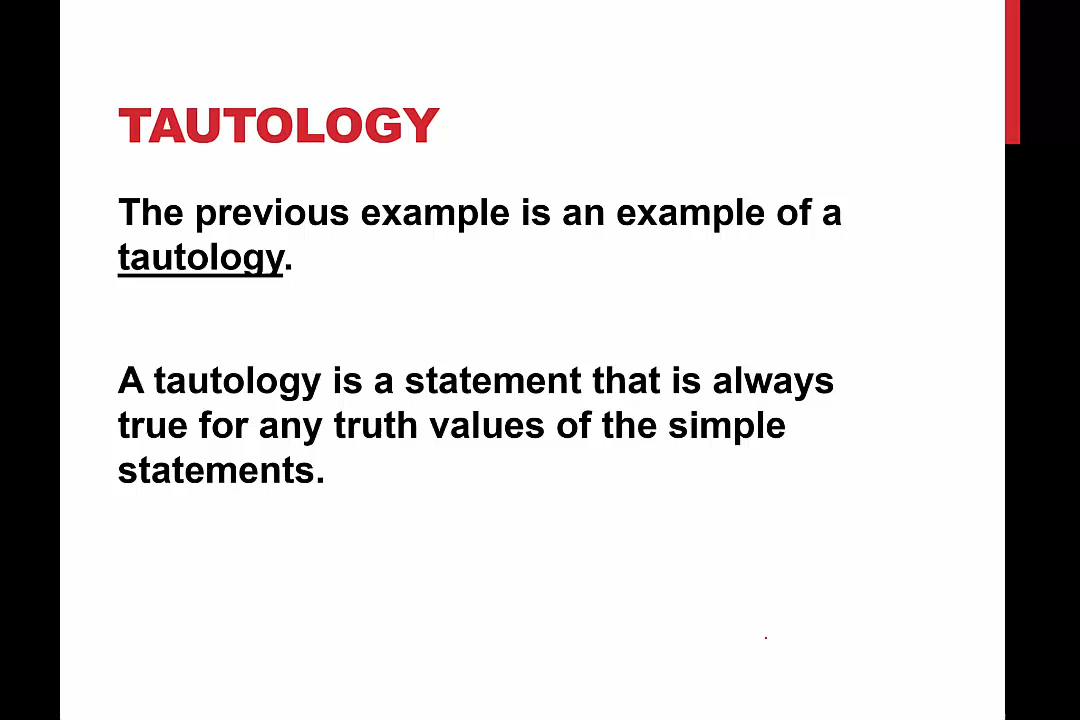 TAUTOLOGY
The previous example is an example of a
tautology.
A tautology is a statement that is always
true for any truth values of the simple
statements.